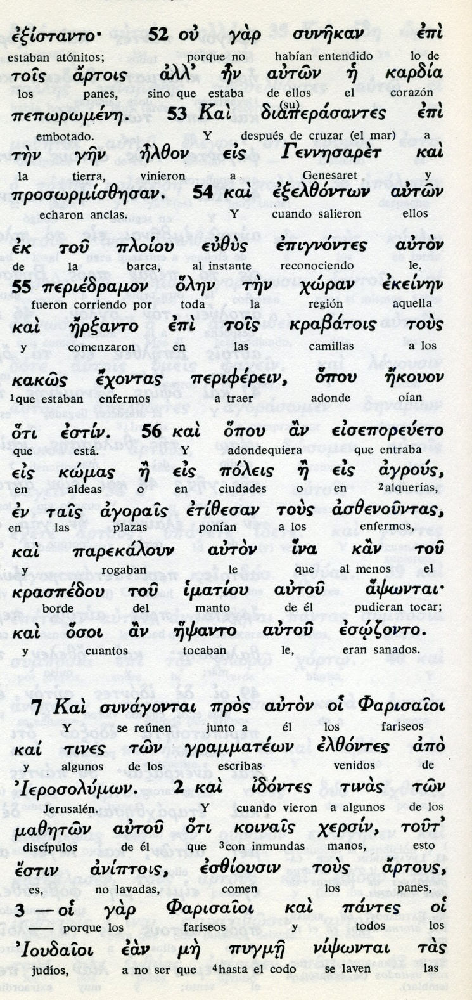 ἐξίσταντο· 52 οὐ γὰρ συνῆκαν ἐπὶ
estaban atónitos; porque no habían entendido lo de
τοῖς ἄρτοις ἀλλ’ ἦν αὐτῶν ἡ καρδία
los panes, sino que estaba de ellos el corazón
(su)
πεπωρωμένη. 53 Καὶ διαπεράσαντες ἐπὶ
embotado. Y después de cruzar (el mar) a
τὴν γῆν ἦλθον εἰς Γεννησαρὲτ καὶ
la tierra, vinieron a Genesaret y
προσωρμίσθησαν. 54 καὶ ἐξελθόντων αὐτῶν
echaron anclas. Y cuando salieron ellos
ἐκ τοῦ πλοίου εὐθὺς ἐπιγνόντες αὐτὸν
de la barca, al instante reconociendo le,
55 περιέδραμον ὅλην τὴν χώραν ἐκείνην
fueron corriendo por toda la región aquella
καὶ ἤρξαντο ἐπὶ τοῖς κραβάτοις τοὺς
y comenzaron en las camillas a los
κακῶς ἔχοντας περιφέρειν, ὅπου ἤκουον
1que estaban enfermos a traer adonde oían
ὅτι ἐστίν. 56 καὶ ὅπου ἂν εἰσεπορεύετο
que está. Y adondequiera que entraba
εἰς κώμας ἢ εἰς πόλεις ἢ εἰς ἀγρούς,
en aldeas o en ciudades o en 2alquerías,
ἐν ταῖς ἀγοραῖς ἐτίθεσαν τοὺς ἀσθενοῦντας,
en las plazas ponían a los enfermos,
καὶ παρεκάλουν αὐτὸν ἵνα κἂν τοῦ
y rogaban le que al menos el
κρασπέδου τοῦ ἱματίου αὐτοῦ ἅψωνται·
borde del manto de él pudieran tocar;
καὶ ὅσοι ἂν ἥψαντο αὐτοῦ ἐσῴζοντο.
y cuantos tocaban le, eran sanados.
7 Καὶ συνάγονται πρὸς αὐτὸν οἱ Φαρισαῖοι
Y se reúnen junto a él los fariseos
καί τινες τῶν γραμματέων ἐλθόντες ἀπὸ
y algunos de los escribas venidos de
Ἱεροσολύμων. 2 καὶ ἰδόντες τινὰς τῶν
Jerusalén. Y cuando vieron a algunos de los
μαθητῶν αὐτοῦ ὅτι κοιναῖς χερσίν, τοῦτ’
discípulos de él que 3con inmundas manos, esto
ἔστιν ἀνίπτοις, ἐσθίουσιν τοὺς ἄρτους,
es, no lavadas, comen los panes,
3 — οἱ γὰρ Φαρισαῖοι καὶ πάντες οἱ
— porque los fariseos y todos los
Ἰουδαῖοι ἐὰν μὴ πυγμῇ νίψωνται τὰς
judíos, a no ser que 4hasta el codo se laven las